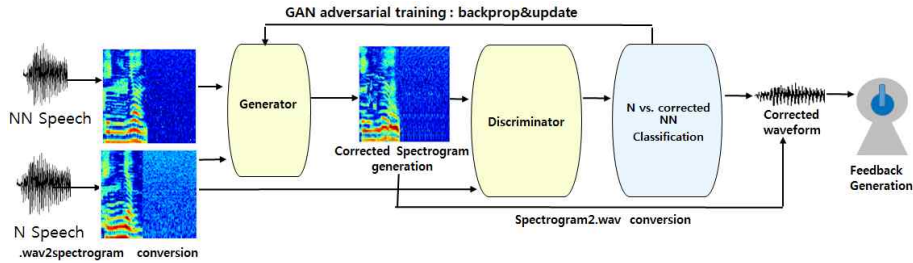 GAN adversarial training : backprop&update
NN Speech
Generator
Corrected Spectrogram
generation
Discriminator
N vs. corrected
NN
Classification
Corrected
waveform
Feedback
Generation
N Speech
.wav2spectrogram conversion
Spectrogram2.wav conversion